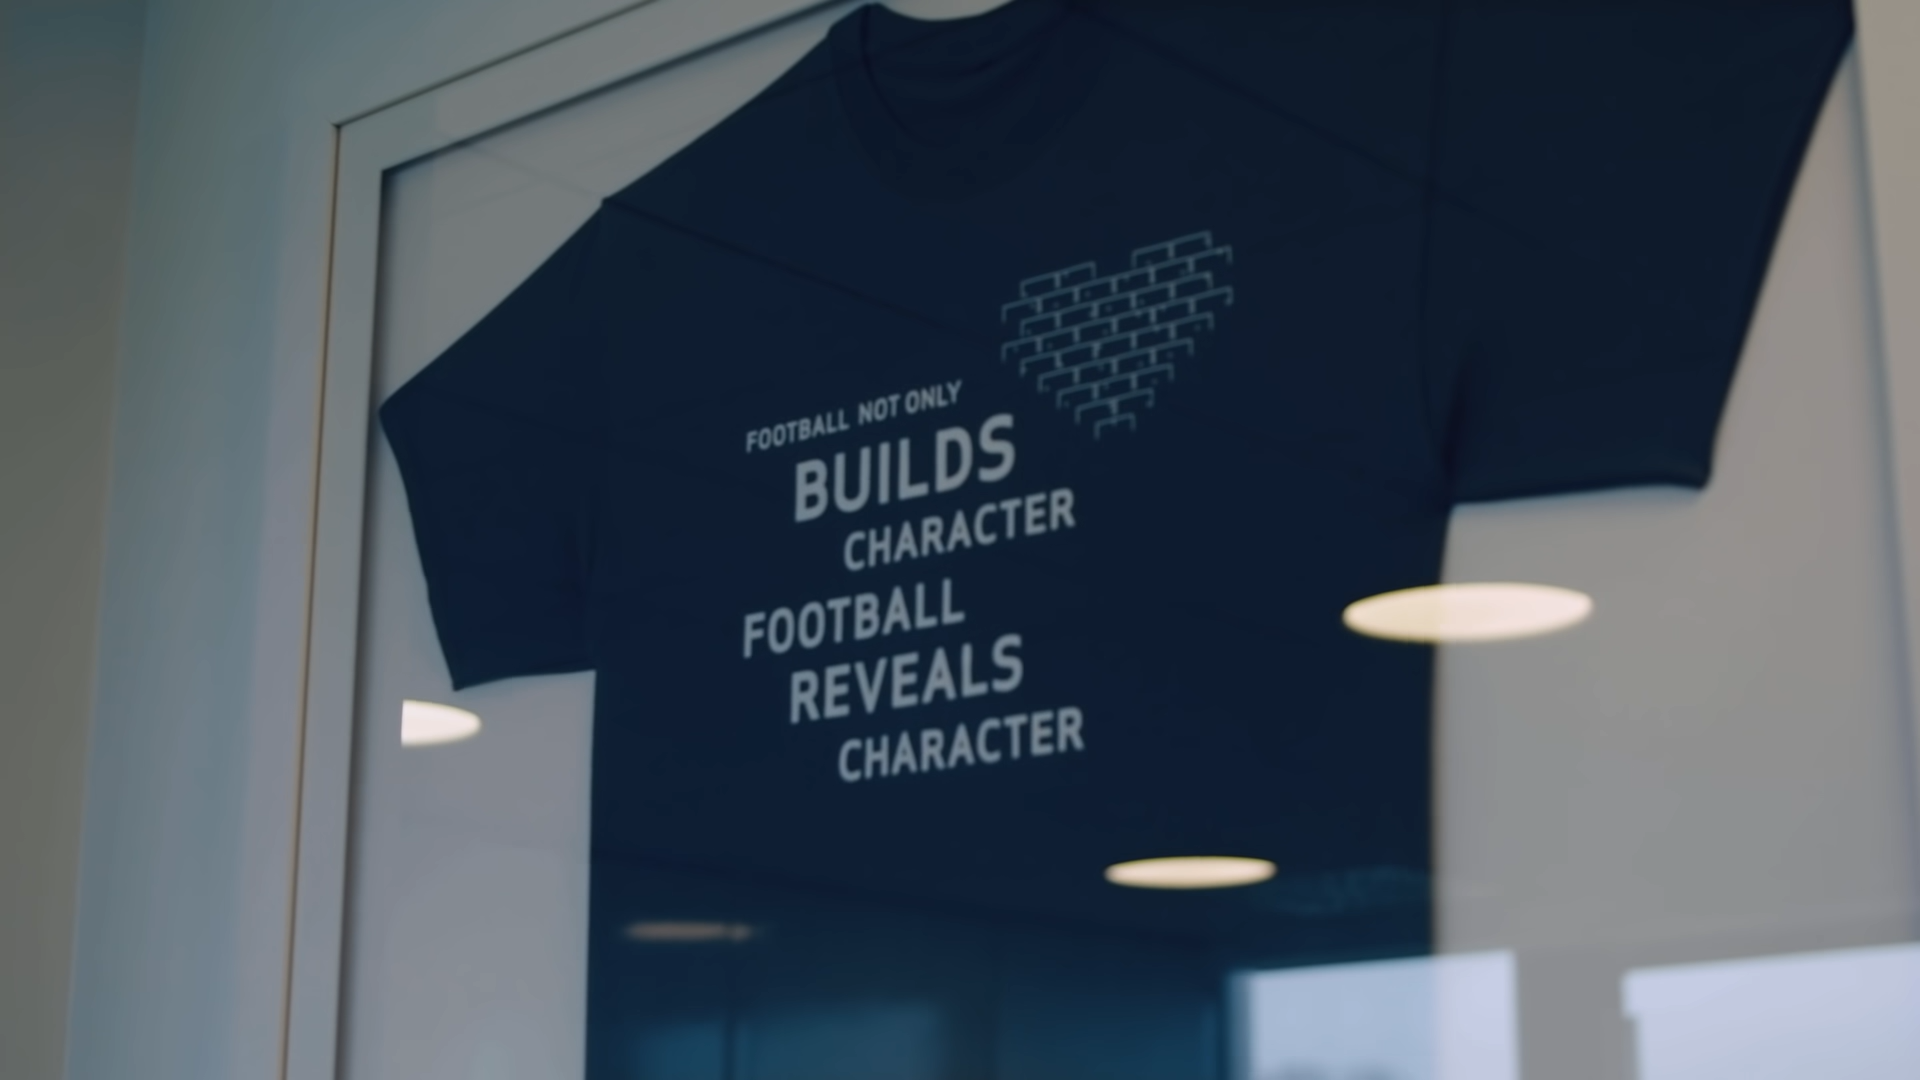 FOOTBALL NOT ONLY
BUILDS
CHARACTER
FOOTBALL
REVEALS
CHARACTER